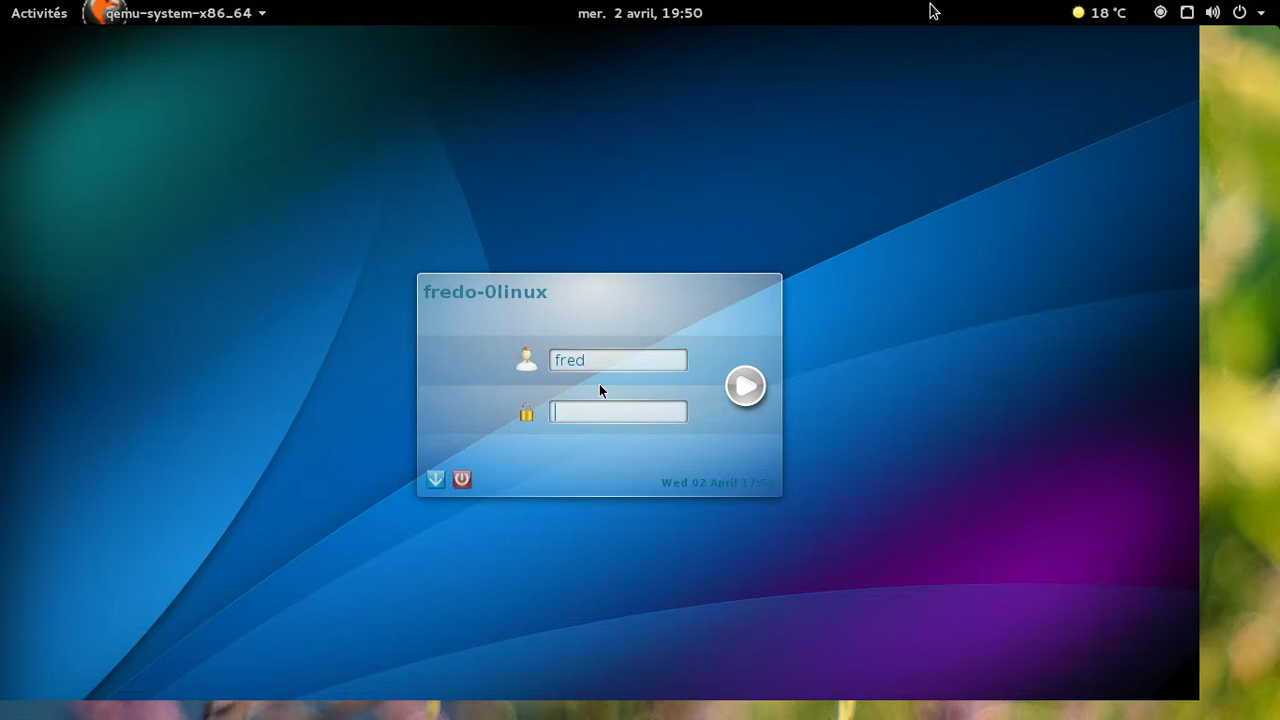 Activités qemu-system-x86_64 mer. 2 avril, 19:50 18 °C
fredo-0linux
fred
Wed 02 April